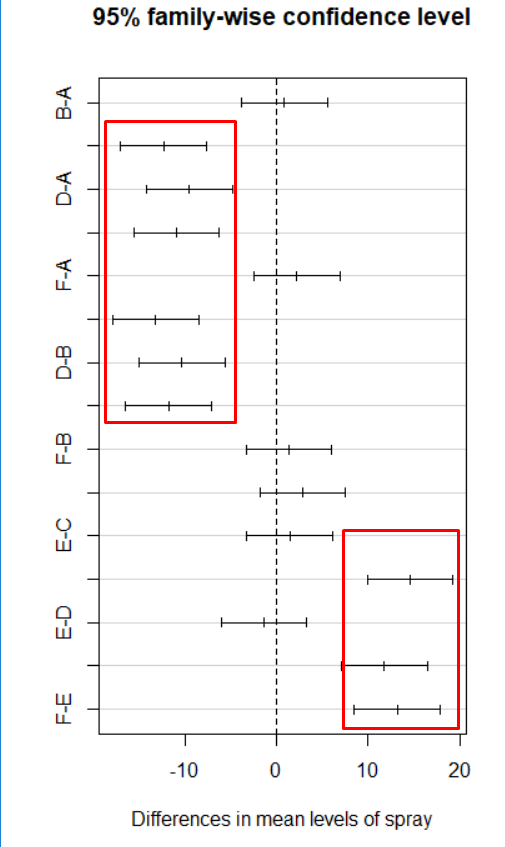 95% family-wise confidence level
B-A
D-A
F-A
D-B
F-B
E-C
E-D
F-E
-10 0 10 20
Differences in mean levels of spray